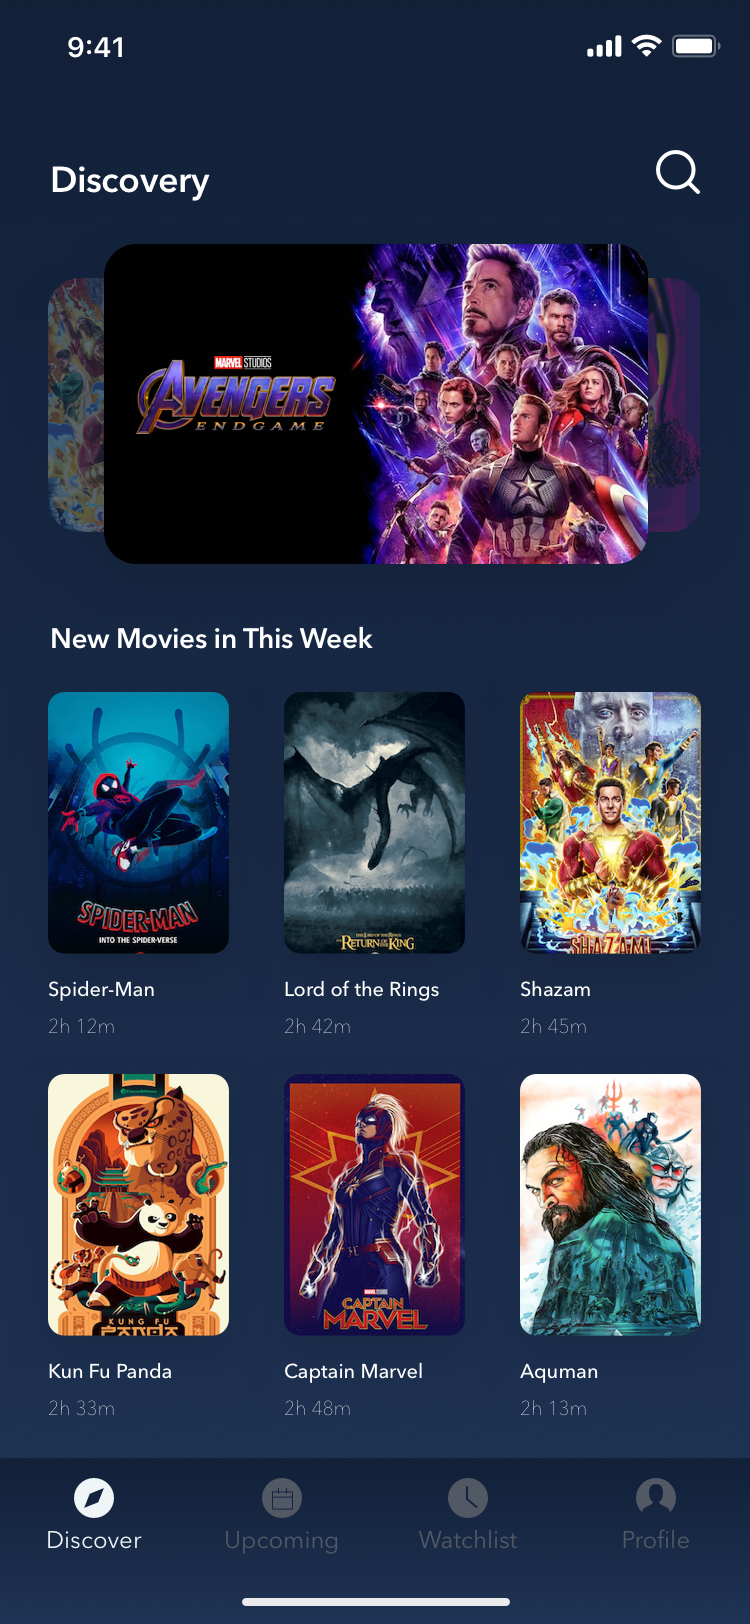 9:41
Discovery
MARVEL STUDIOS
AVENGERS
ENDGAME
New Movies in This Week
SPIDER-MAN
INTO THE SPIDER-VERSE
THE LORD OF THE RINGS
RETURN OF THE KING
SHAZAM!
Spider-Man
Lord of the Rings
Shazam
2h 12m
2h 42m
2h 45m
KUNG FU
PANDA
MARVEL STUDIOS
CAPTAIN
MARVEL
Kun Fu Panda
Captain Marvel
Aquman
2h 33m
2h 48m
2h 13m
Discover
Upcoming
Watchlist
Profile